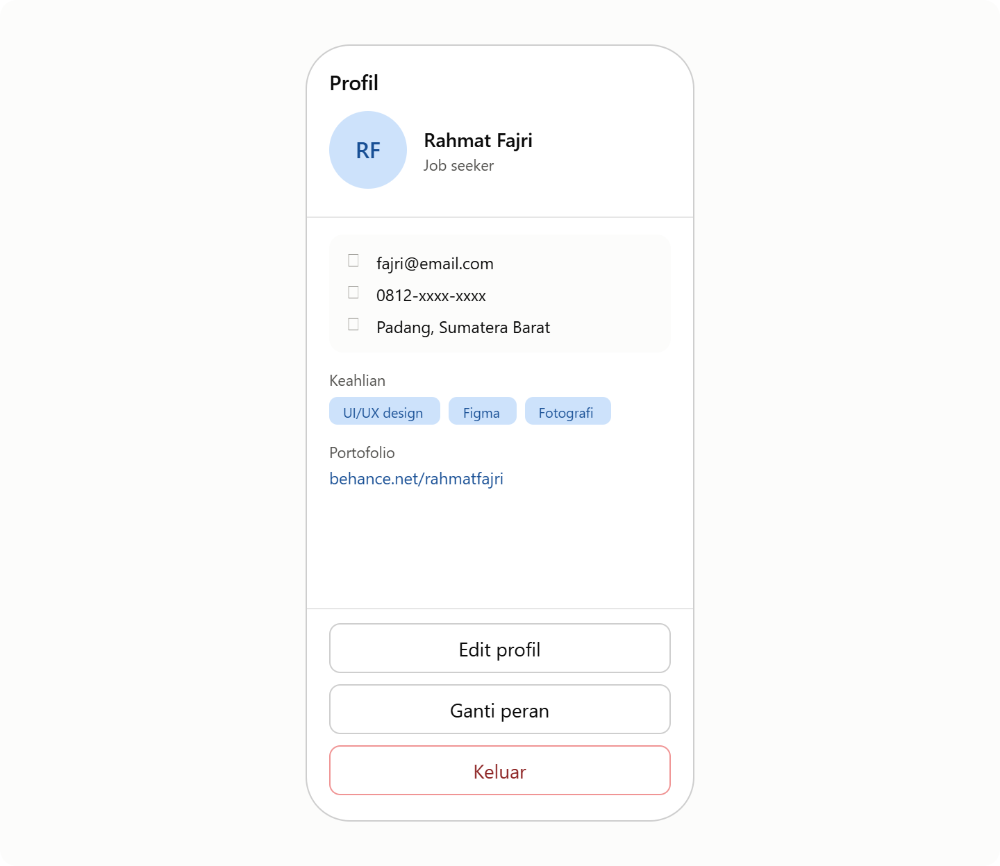 Profil
RF
Rahmat Fajri
Job seeker
fajri@email.com
0812-xxxx-xxxx
Padang, Sumatera Barat
Keahlian
UI/UX design Figma Fotografi
Portofolio
behance.net/rahmatfajri
Edit profil
Ganti peran
Keluar